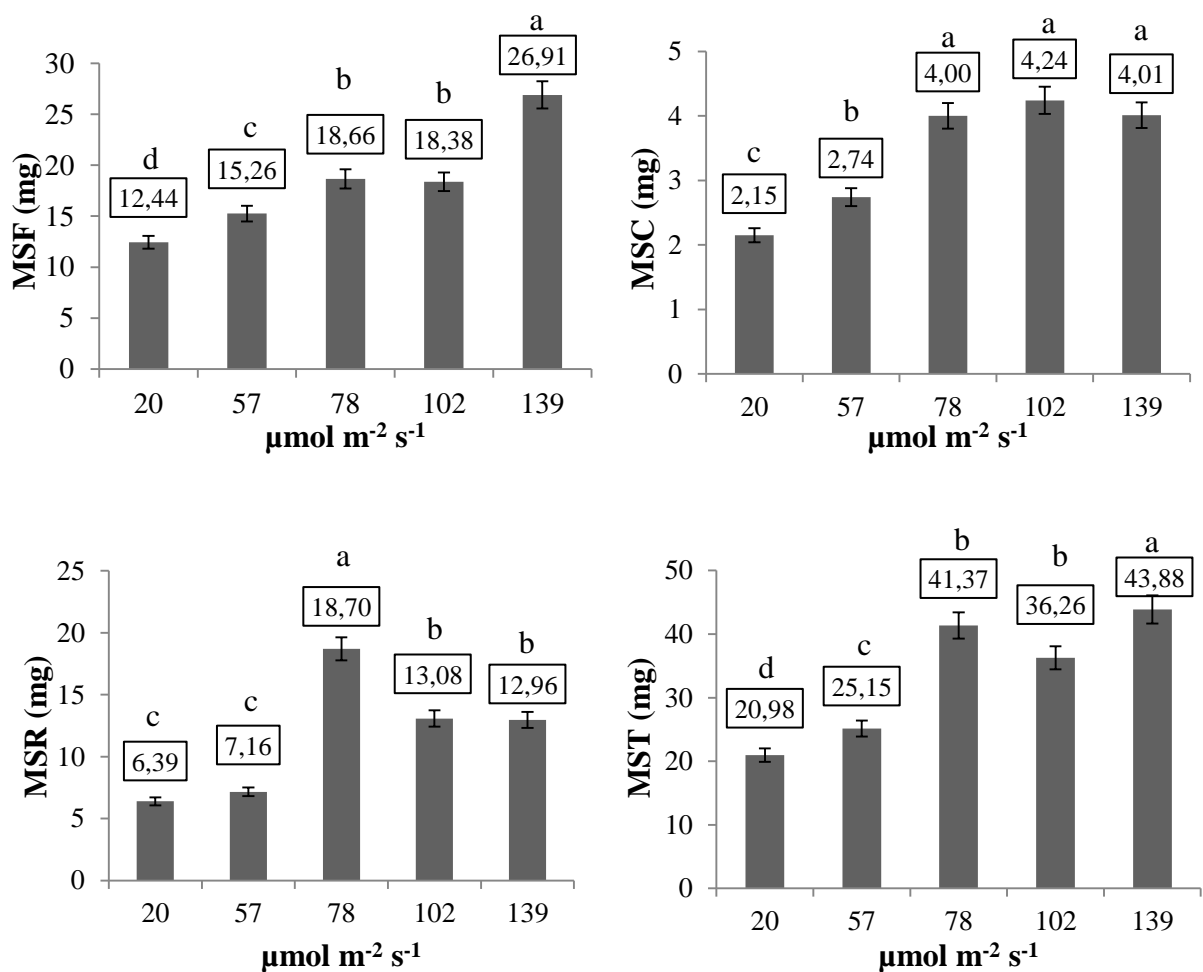 MSF (mg)
30
25
20
15
10
5
0
d
12,44
c
15,26
b
18,66
b
18,38
a
26,91
20 57 78 102 139
µmol m-2 s-1
MSC (mg)
5
4
3
2
1
0
c
2,15
b
2,74
a
4,00
a
4,24
a
4,01
20 57 78 102 139
µmol m-2 s-1
MSR (mg)
25
20
15
10
5
0
c
6,39
c
7,16
a
18,70
b
13,08
b
12,96
20 57 78 102 139
µmol m-2 s-1
MST (mg)
50
40
30
20
10
0
d
20,98
c
25,15
b
41,37
b
36,26
a
43,88
20 57 78 102 139
µmol m-2 s-1